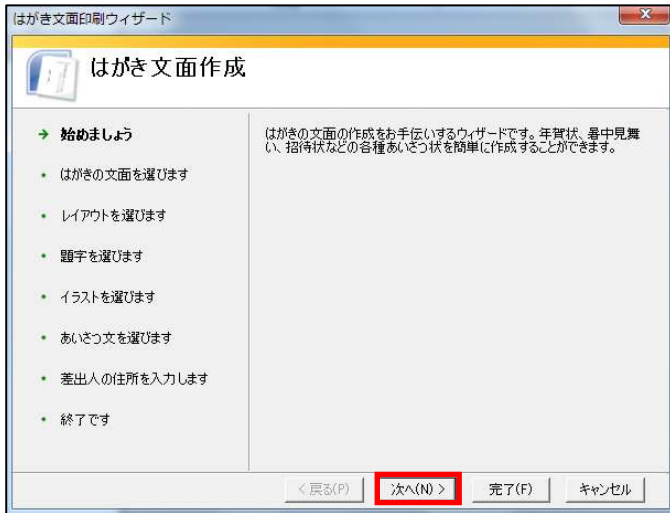 はがき文面印刷ウィザード
はがき文面作成
→ 始めましょう
はがきの文面の作成をお手伝いするウィザードです。年賀状、暑中見舞
い、招待状などの各種あいさつ状を簡単に作成することができます。
・ はがきの文面を選びます
・ レイアウトを選びます
・ 題字を選びます
・ イラストを選びます
・ あいさつ文を選びます
・ 差出人の住所を入力します
・ 終了です
< 戻る(P)
次へ(N) >
完了(F)
キャンセル